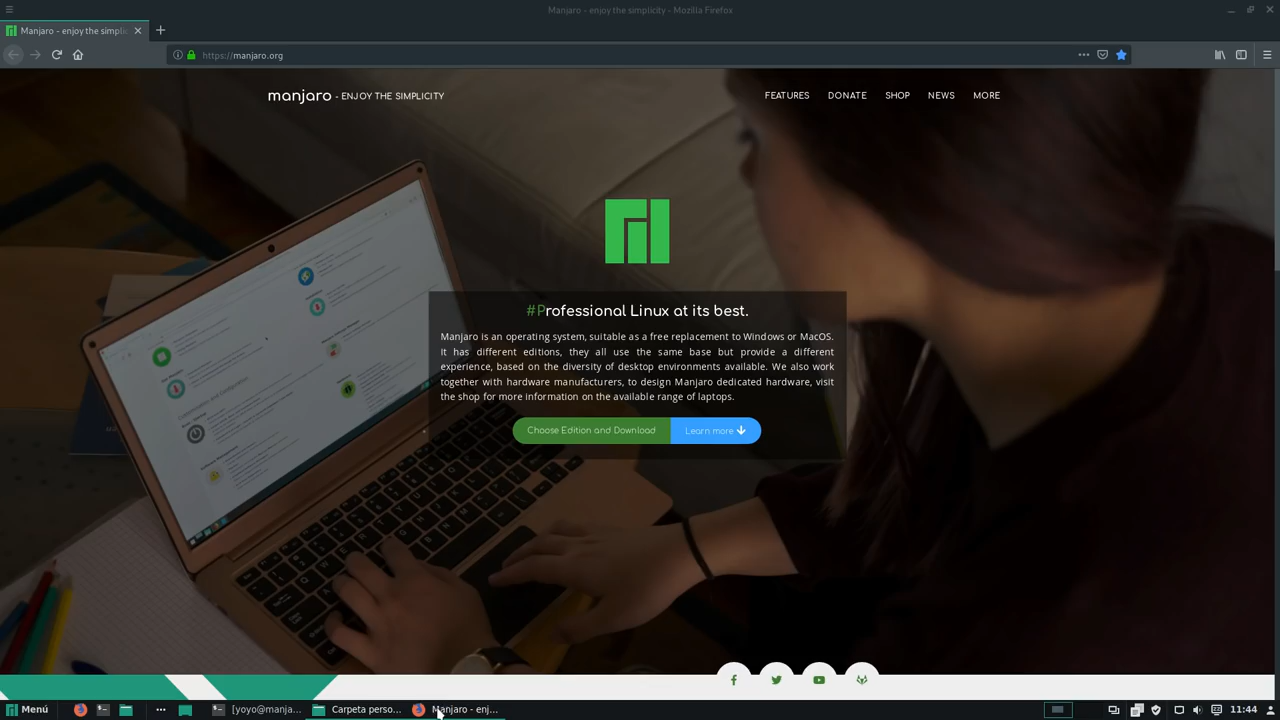 Manjaro - enjoy the simplicity - Mozilla Firefox
Manjaro - enjoy the simplic
https://manjaro.org
manjaro - ENJOY THE SIMPLICITY
FEATURES DONATE SHOP NEWS MORE
#Professional Linux at its best.
Manjaro is an operating system, suitable as a free replacement to Windows or MacOS.
It has different editions, they all use the same base but provide a different
experience, based on the diversity of desktop environments available. We also work
together with hardware manufacturers, to design Manjaro dedicated hardware, visit
the shop for more information on the available range of laptops.
Choose Edition and Download Learn more
Menú [yoyo@manja... Carpeta perso... Manjaro - enj... 11:44